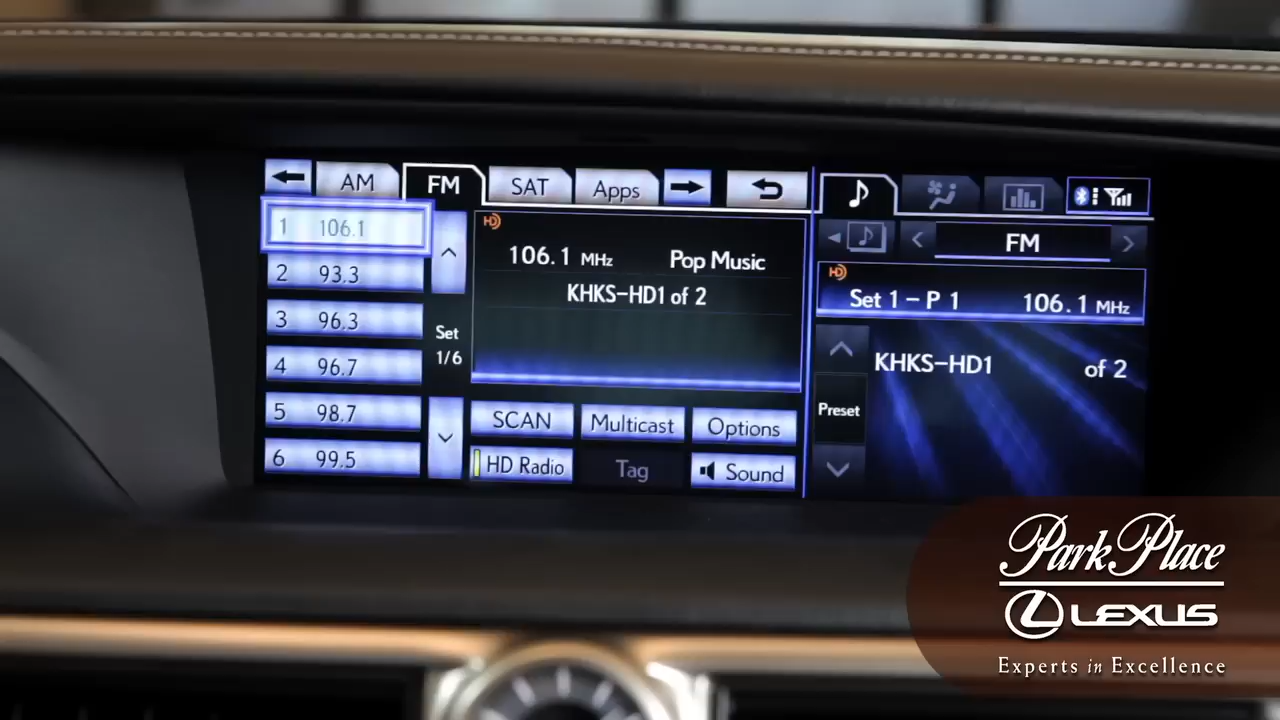 AM FM SAT Apps
1 106.1
2 93.3
3 96.3
4 96.7
5 98.7
6 99.5
Set
1/6
HD
106.1 MHz Pop Music
KHKS-HD1 of 2
SCAN Multicast Options
HD Radio Tag Sound
FM
HD
Set 1 - P 1 106.1 MHz
KHKS-HD1 of 2
Preset
Park Place
LEXUS
Experts in Excellence